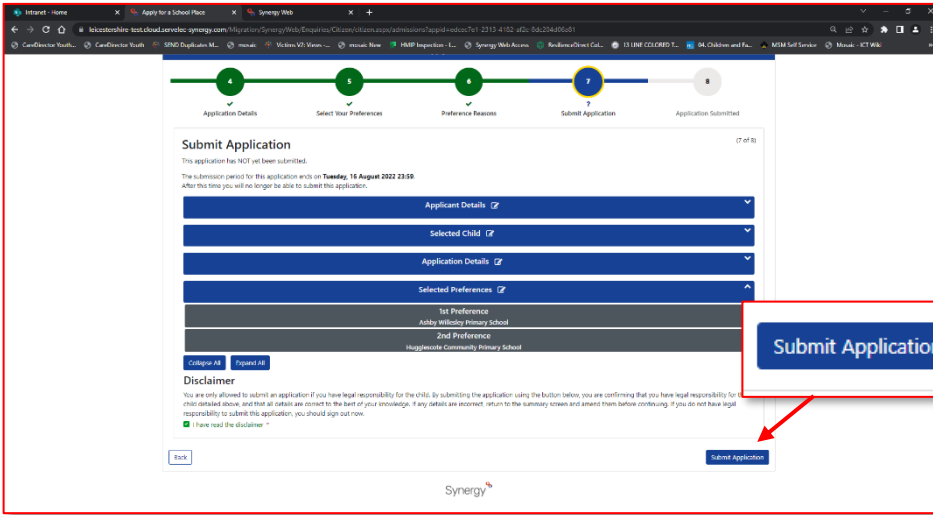 Intranet - Home
Apply for a School Place
Synergy Web
leicestershire-test.cloud.servelec-synergy.com/Migration/SynergyWeb/Enquiries/Citizen/citizen.aspx/admissions?appid=
CareDirector Youth... CareDirector Youth SEND Duplicates M... mosaic Victims V2: Views -... mosaic New HMIP Inspection - I... Synergy Web Access ResilienceDirect Col... 13 LINE COLORED T... 04. Children and Fa... MSM Self Service Mosaic - ICT Wiki
4
5
6
7
8
Application Details
Select Your Preferences
Preference Reasons
?
Submit Application
Application Submitted
Submit Application
(7 of 8)
This application has NOT yet been submitted.
The submission period for this application ends on Tuesday, 16 August 2022 23:59.
After this time you will no longer be able to submit this application.
Applicant Details
Selected Child
Application Details
Selected Preferences
1st Preference
Ashby Willesley Primary School
2nd Preference
Hugglescote Community Primary School
Submit Application
Collapse All
Expand All
Disclaimer
You are only allowed to submit an application if you have legal responsibility for the child. By submitting the application using the button below, you are confirming that you have legal responsibility for
child detailed above, and that all details are correct to the best of your knowledge. If any details are incorrect, return to the summary screen and amend them before continuing. If you do not have legal
responsibility to submit this application, you should sign out now.
I have read the disclaimer *
Back
Submit Application
Synergy